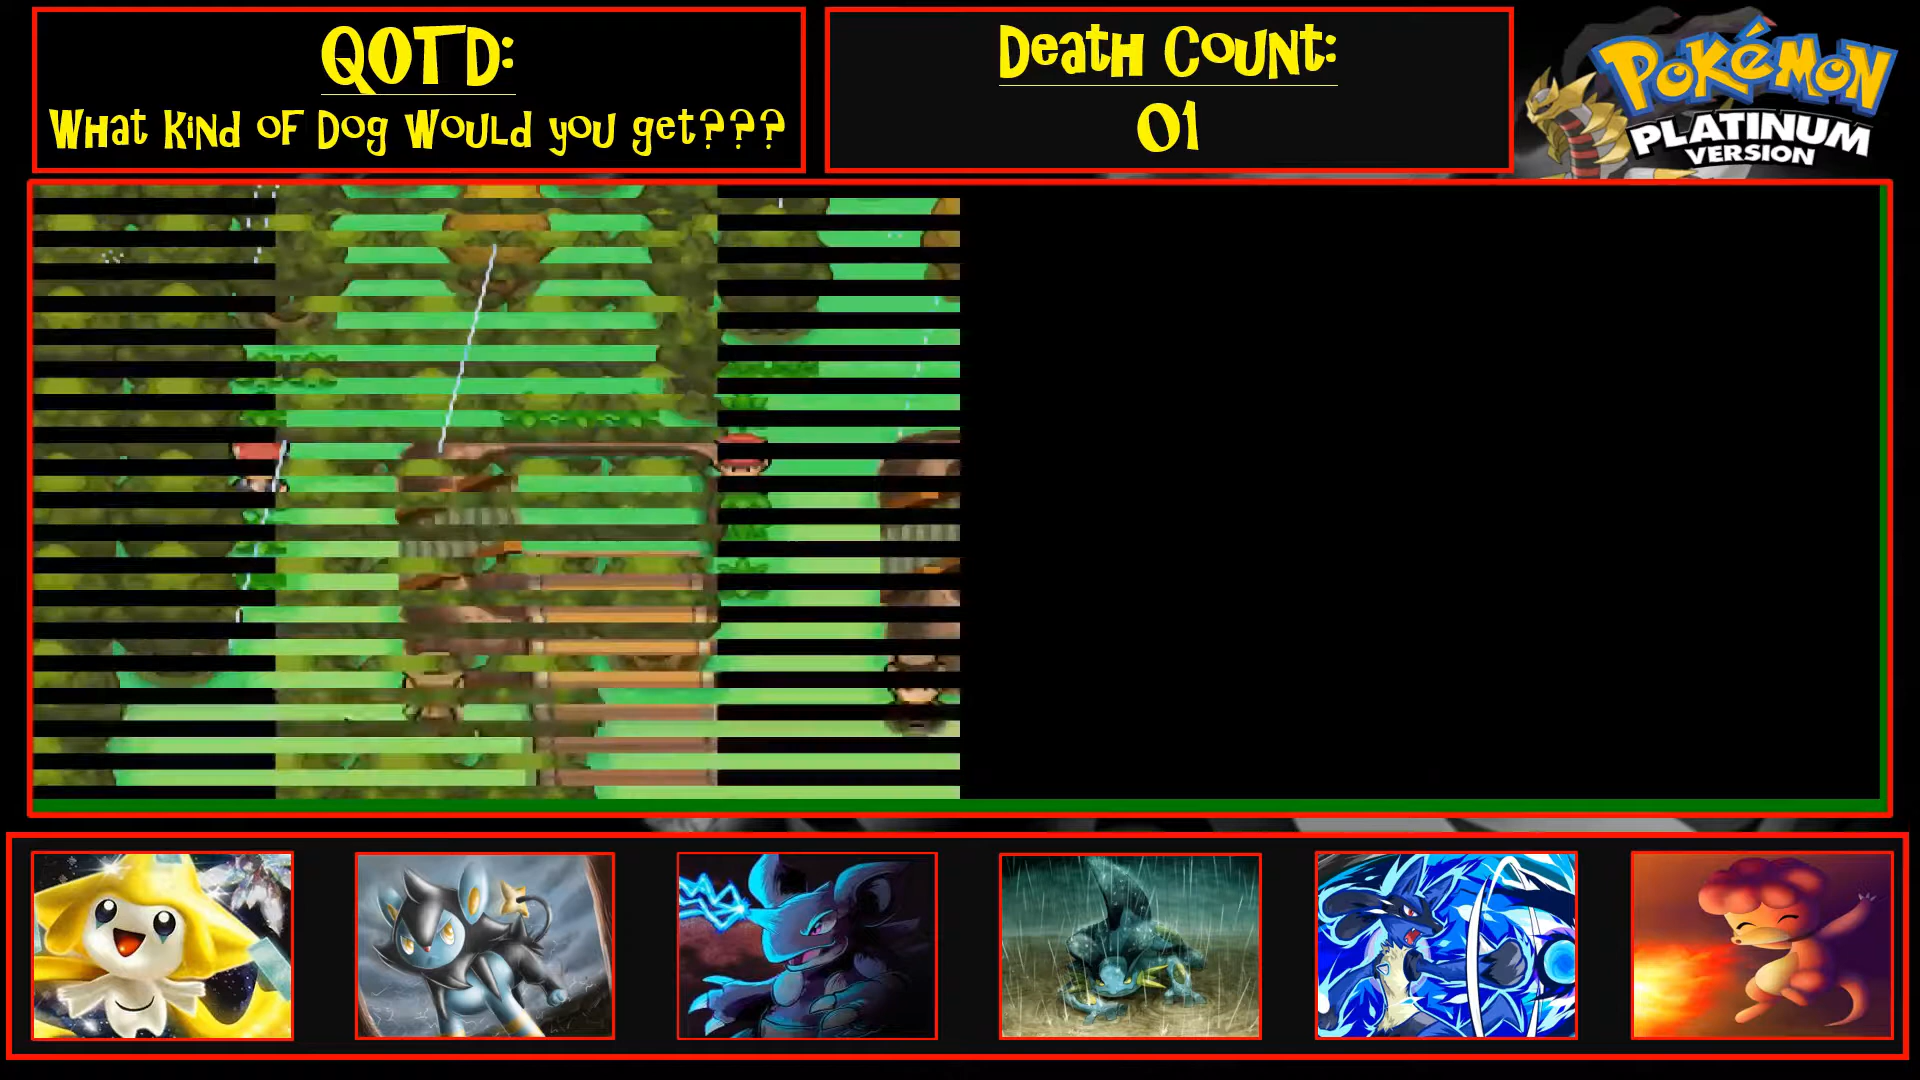 QOTD:
What Kind of Dog Would you get???
Death Count:
01
POKéMON
PLATINUM
VERSION